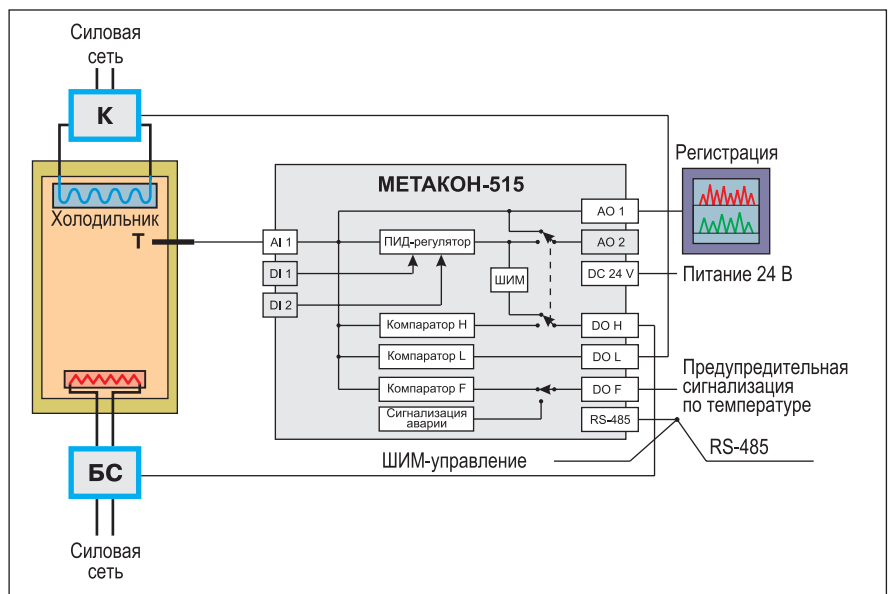 Силовая
сеть
К
Холодильник
Т
МЕТАКОН-515
Регистрация
AI 1
ПИД-регулятор
AO 1
AO 2
DI 1
ШИМ
DC 24 V
Питание 24 В
DI 2
Компаратор H
DO H
Компаратор L
DO L
Компаратор F
DO F
Предупредительная
сигнализация
по температуре
Сигнализация
аварии
RS-485
ШИМ-управление
RS-485
БС
Силовая
сеть